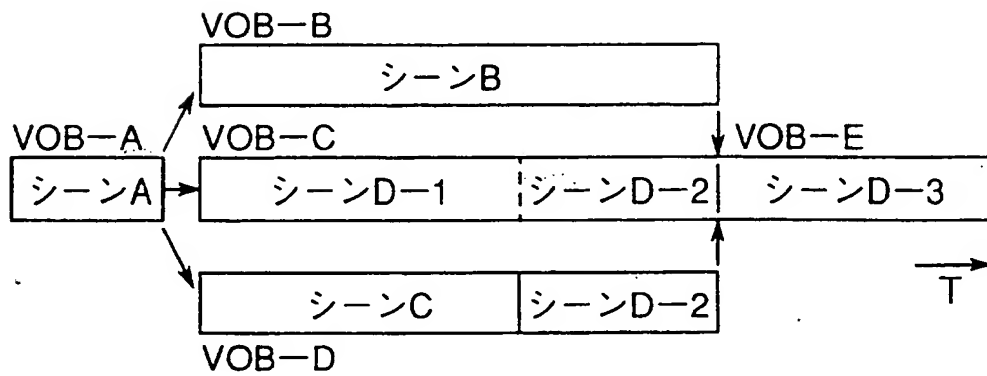 VOB—B
シーンB
VOB—A
VOB—C
VOB—E
シーンA
シーンD—1
シーンD—2
シーンD—3
シーンC
シーンD—2
T
VOB—D